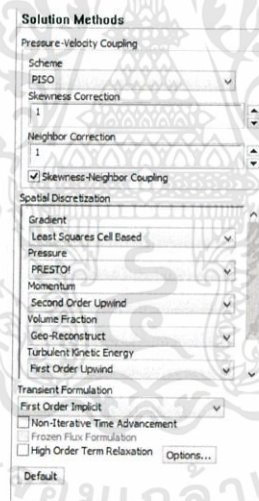 Solution Methods
Pressure-Velocity Coupling
Scheme
PISO
Skewness Correction
1
Neighbor Correction
1
Skewness-Neighbor Coupling
Spatial Discretization
Gradient
Least Squares Cell Based
Pressure
PRESTO!
Momentum
Second Order Upwind
Volume Fraction
Geo-Reconstruct
Turbulent Kinetic Energy
First Order Upwind
Transient Formulation
First Order Implicit
Non-Iterative Time Advancement
Frozen Flux Formulation
High Order Term Relaxation Options...
Default